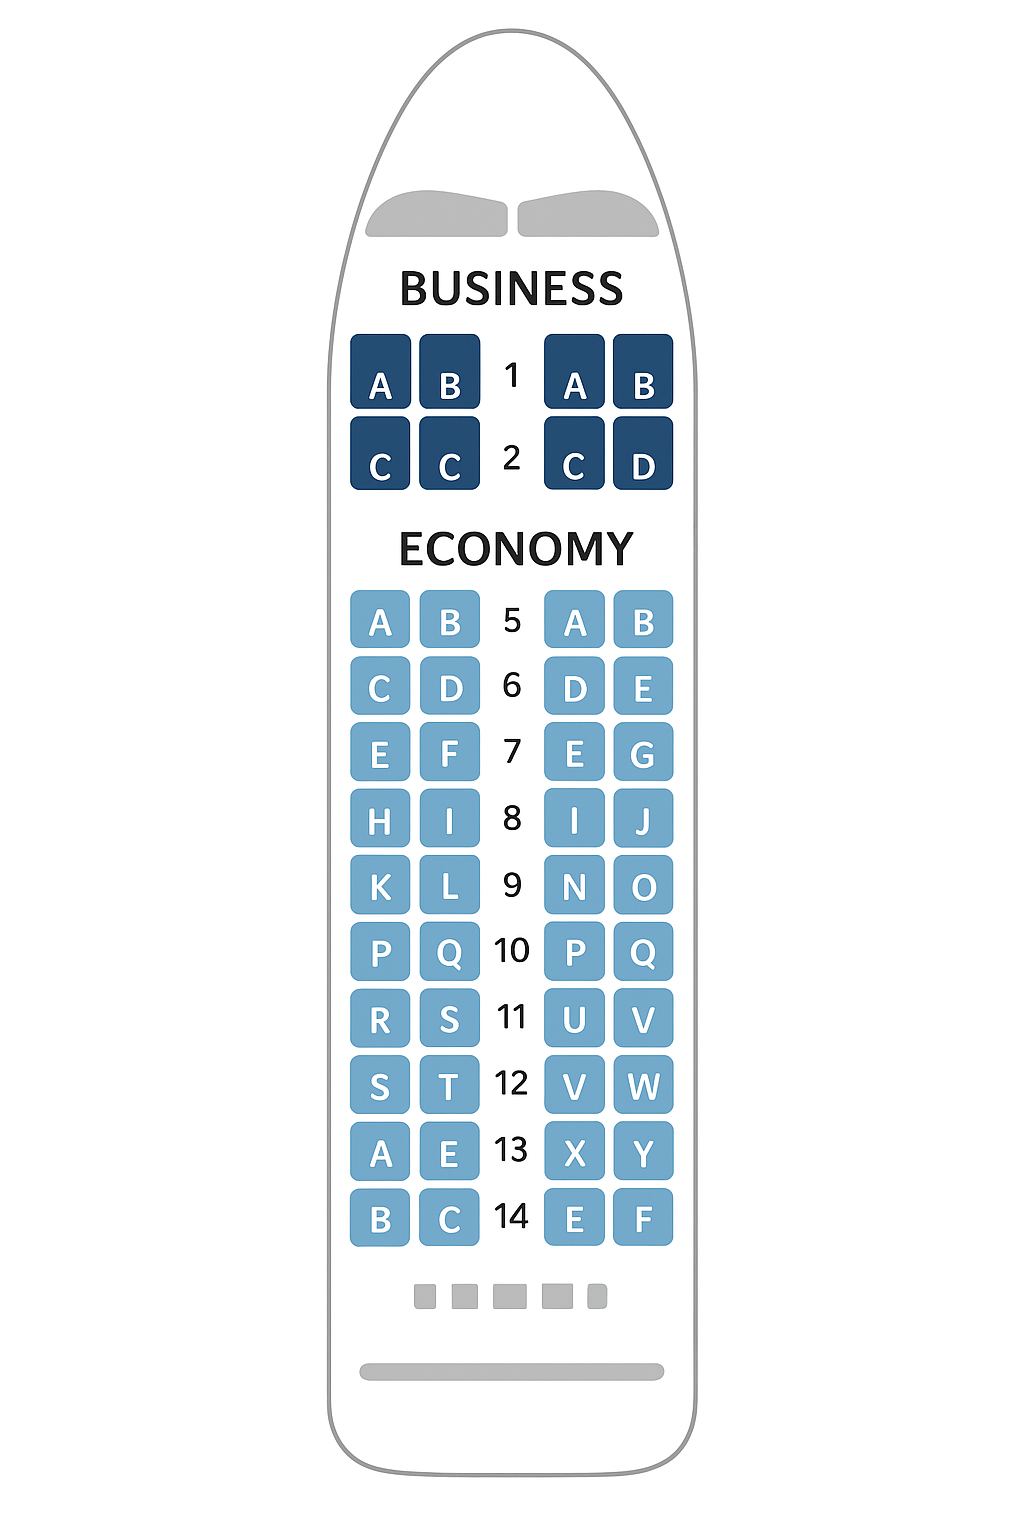 BUSINESS
A B 1 A B
C C 2 C D
ECONOMY
A B 5 A B
C D 6 D E
E F 7 E G
H I 8 I J
K L 9 N O
P Q 10 P Q
R S 11 U V
S T 12 V W
A E 13 X Y
B C 14 E F